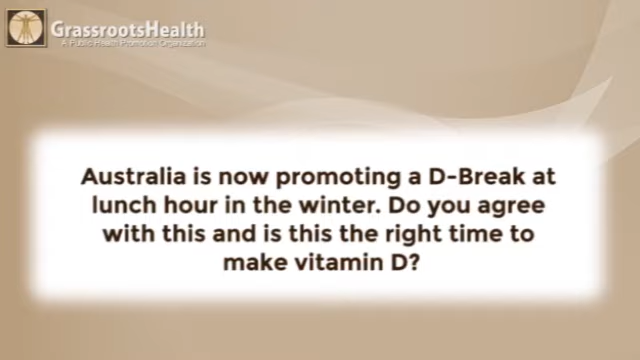 GrassrootsHealth
A Public Health Promotion Organization
Australia is now promoting a D-Break at
lunch hour in the winter. Do you agree
with this and is this the right time to
make vitamin D?